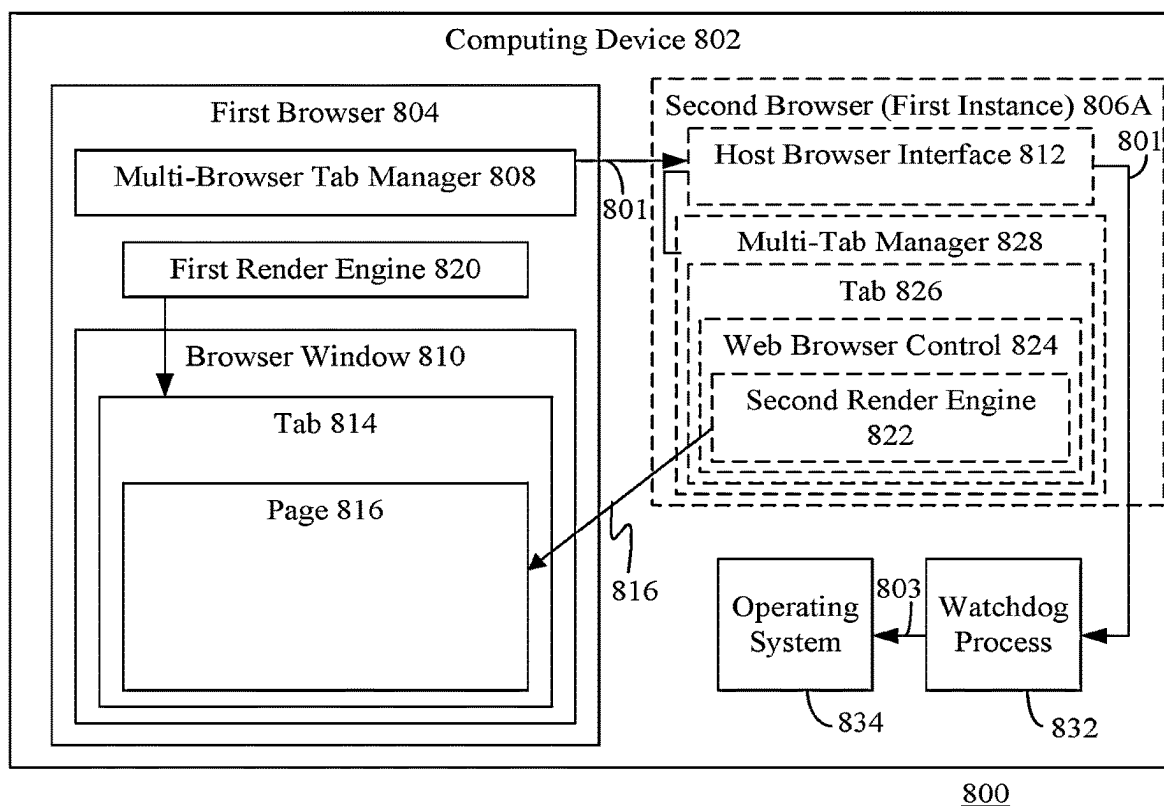 Computing Device 802
First Browser 804
Multi-Browser Tab Manager 808
First Render Engine 820
Browser Window 810
Tab 814
Page 816
801
Second Browser (First Instance) 806A
Host Browser Interface 812
801
Multi-Tab Manager 828
Tab 826
Web Browser Control 824
Second Render Engine
822
816
Operating
System
803
Watchdog
Process
834
832
800